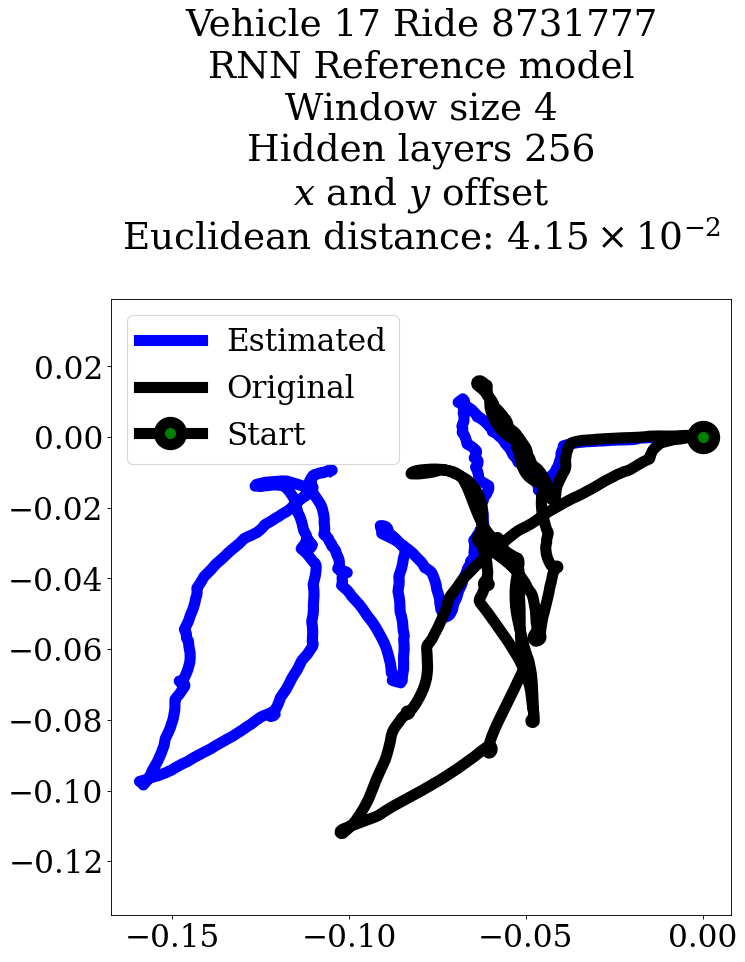 Vehicle 17 Ride 8731777
RNN Reference model
Window size 4
Hidden layers 256
x and y offset
Euclidean distance: 4.15 × 10⁻²
Estimated
Original
Start
0.02
0.00
−0.02
−0.04
−0.06
−0.08
−0.10
−0.12
−0.15 −0.10 −0.05 0.00